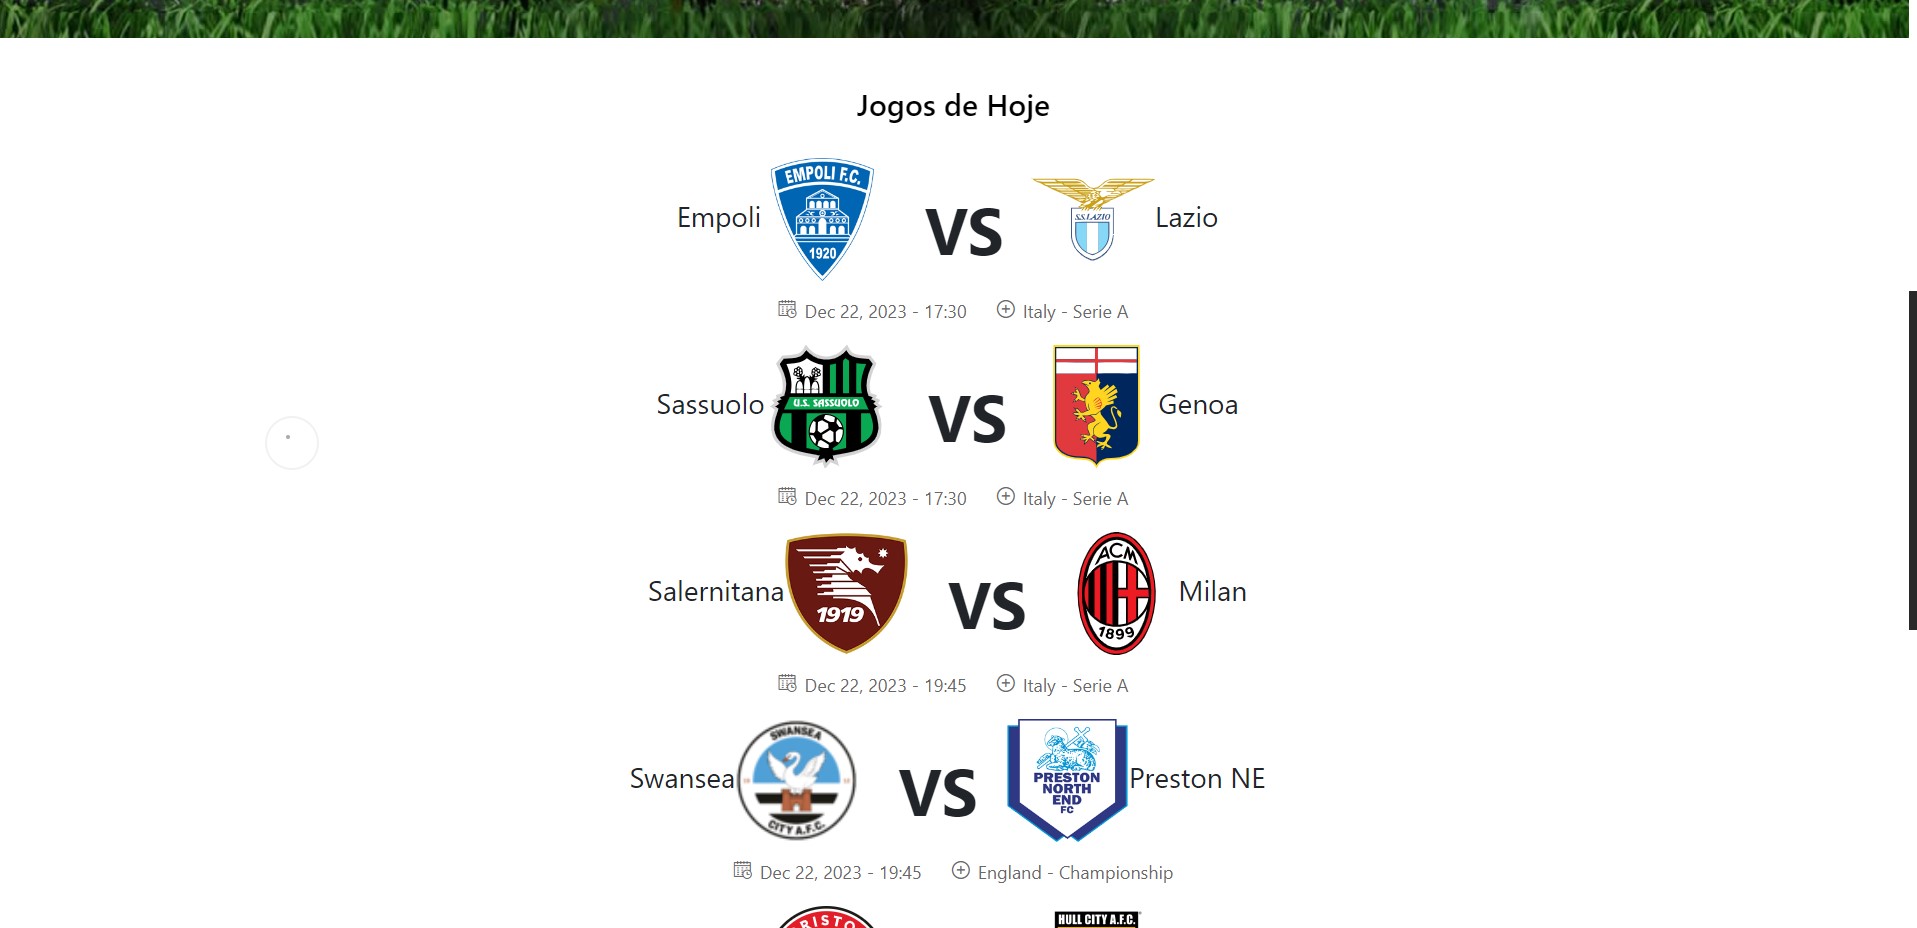 Jogos de Hoje
Empoli
EMPOLI F.C.
1920
VS
S.S.LAZIO
Lazio
Dec 22, 2023 - 17:30
Italy - Serie A
Sassuolo
U.S. SASSUOLO
VS
Genoa
Dec 22, 2023 - 17:30
Italy - Serie A
Salernitana
1919
VS
ACM
1899
Milan
Dec 22, 2023 - 19:45
Italy - Serie A
Swansea
SWANSEA
CITY A.F.C.
VS
PRESTON
NORTH
END
FC
Preston NE
Dec 22, 2023 - 19:45
England - Championship
HULL CITY A.F.C.